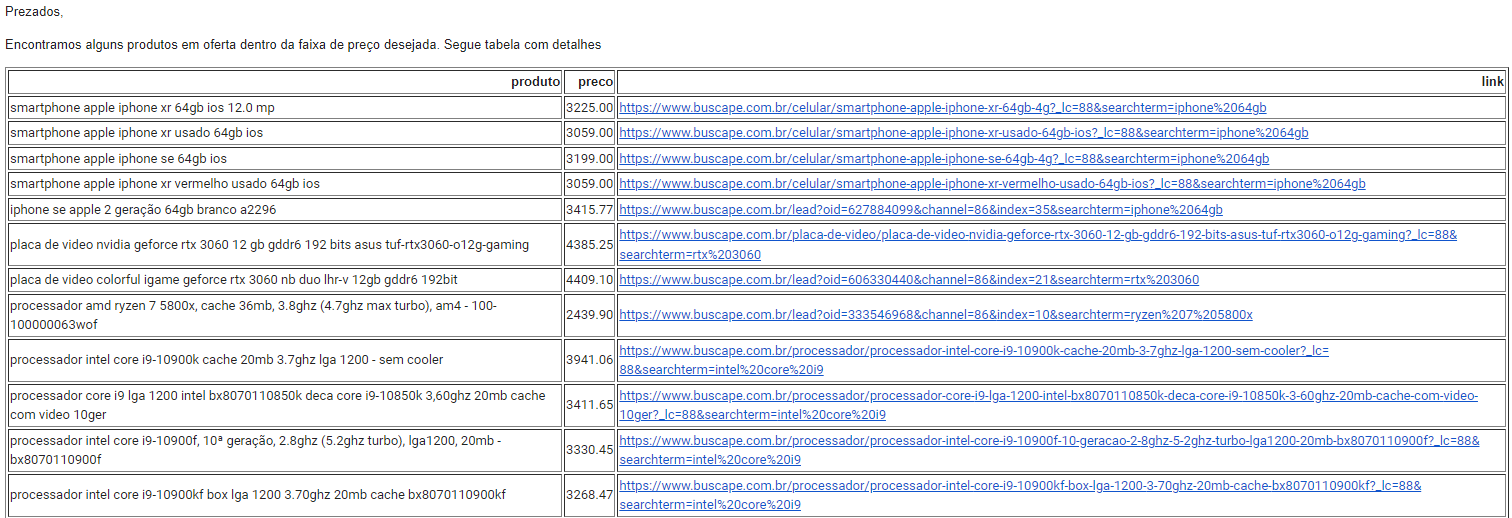 Prezados,
Encontramos alguns produtos em oferta dentro da faixa de preço desejada. Segue tabela com detalhes
produto preco link
smartphone apple iphone xr 64gb ios 12.0 mp 3225.00 https://www.buscape.com.br/celular/smartphone-apple-iphone-xr-64gb-4g?_lc=88&searchterm=iphone%2064gb
smartphone apple iphone xr usado 64gb ios 3059.00 https://www.buscape.com.br/celular/smartphone-apple-iphone-xr-usado-64gb-ios?_lc=88&searchterm=iphone%2064gb
smartphone apple iphone se 64gb ios 3199.00 https://www.buscape.com.br/celular/smartphone-apple-iphone-se-64gb-4g?_lc=88&searchterm=iphone%2064gb
smartphone apple iphone xr vermelho usado 64gb ios 3059.00 https://www.buscape.com.br/celular/smartphone-apple-iphone-xr-vermelho-usado-64gb-ios?_lc=88&searchterm=iphone%2064gb
iphone se apple 2 geração 64gb branco a2296 3415.77 https://www.buscape.com.br/lead?oid=627884099&channel=86&index=35&searchterm=iphone%2064gb
placa de video nvidia geforce rtx 3060 12 gb gddr6 192 bits asus tuf-rtx3060-o12g-gaming 4385.25 https://www.buscape.com.br/placa-de-video/placa-de-video-nvidia-geforce-rtx-3060-12-gb-gddr6-192-bits-asus-tuf-rtx3060-o12g-gaming?_lc=88&
searchterm=rtx%203060
placa de video colorful igame geforce rtx 3060 nb duo lhr-v 12gb gddr6 192bit 4409.10 https://www.buscape.com.br/lead?oid=606330440&channel=86&index=21&searchterm=rtx%203060
processador amd ryzen 7 5800x, cache 36mb, 3.8ghz (4.7ghz max turbo), am4 - 100-
100000063wof 2439.90 https://www.buscape.com.br/lead?oid=333546968&channel=86&index=10&searchterm=ryzen%207%205800x
processador intel core i9-10900k cache 20mb 3.7ghz lga 1200 - sem cooler 3941.06 https://www.buscape.com.br/processador/processador-intel-core-i9-10900k-cache-20mb-3-7ghz-lga-1200-sem-cooler?_lc=
88&searchterm=intel%20core%20i9
processador core i9 lga 1200 intel bx8070110850k deca core i9-10850k 3,60ghz 20mb cache
com video 10ger 3411.65 https://www.buscape.com.br/processador/processador-core-i9-lga-1200-intel-bx8070110850k-deca-core-i9-10850k-3-60ghz-20mb-cache-com-video-
10ger?_lc=88&searchterm=intel%20core%20i9
processador intel core i9-10900f, 10ª geração, 2.8ghz (5.2ghz turbo), lga1200, 20mb -
bx8070110900f 3330.45 https://www.buscape.com.br/processador/processador-intel-core-i9-10900f-10-geracao-2-8ghz-5-2ghz-turbo-lga1200-20mb-bx8070110900f?_lc=88&
searchterm=intel%20core%20i9
processador intel core i9-10900kf box lga 1200 3.70ghz 20mb cache bx8070110900kf 3268.47 https://www.buscape.com.br/processador/processador-intel-core-i9-10900kf-box-lga-1200-3-70ghz-20mb-cache-bx8070110900kf?_lc=88&
searchterm=intel%20core%20i9